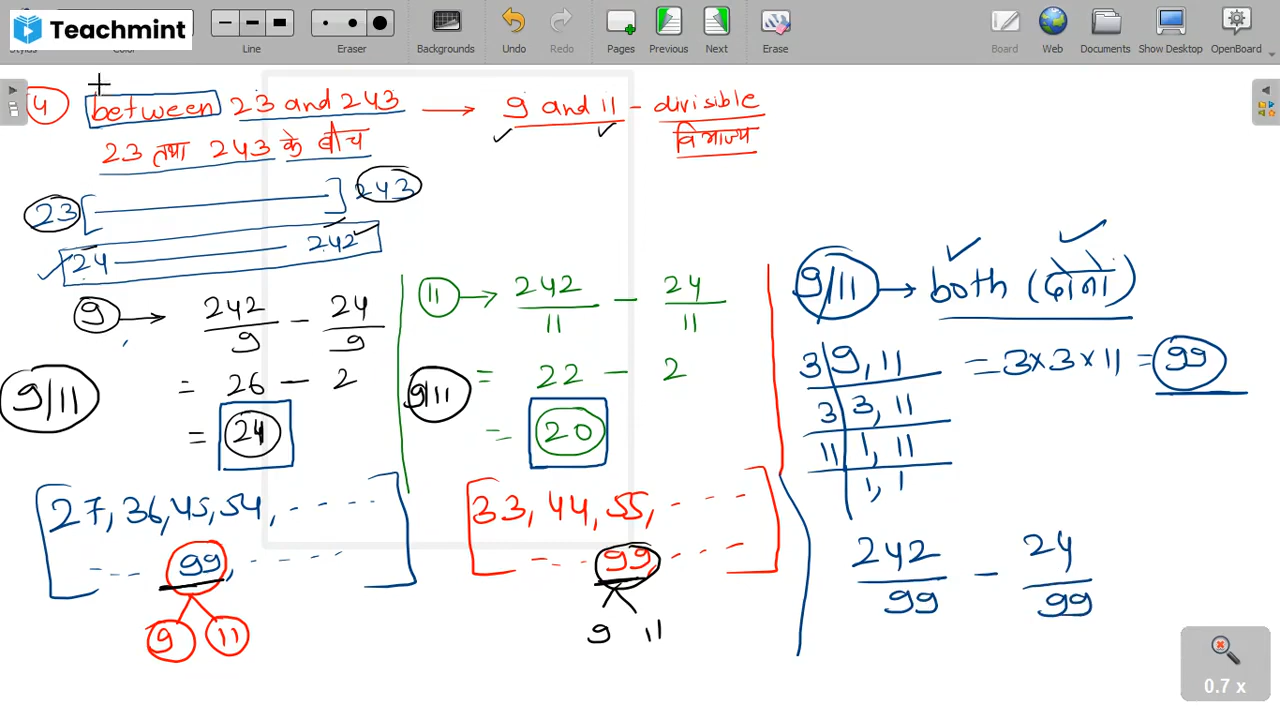 Teachmint
Styles Color Line Eraser Backgrounds Undo Redo Pages Previous Next Erase Board Web Documents Show Desktop OpenBoard
4 between 23 and 243 → 9 and 11 - divisible
23 तथा 243 के बीच विभाज्य
23 [ ——— ] 243
24 ——— 242
9/11 → both (दोनो)
9 → 242/9 - 24/9
= 26 - 2
= 24
9/11
11 → 242/11 - 24/11
= 22 - 2
= 20
9/11
3 | 9, 11 = 3×3×11 = 99
3 | 3, 11
11 | 1, 11
1, 1
27, 36, 45, 54, ----
--- 99, ---
9 11
33, 44, 55, ---
--- 99, ---
9 11
242/99 - 24/99
0.7 x